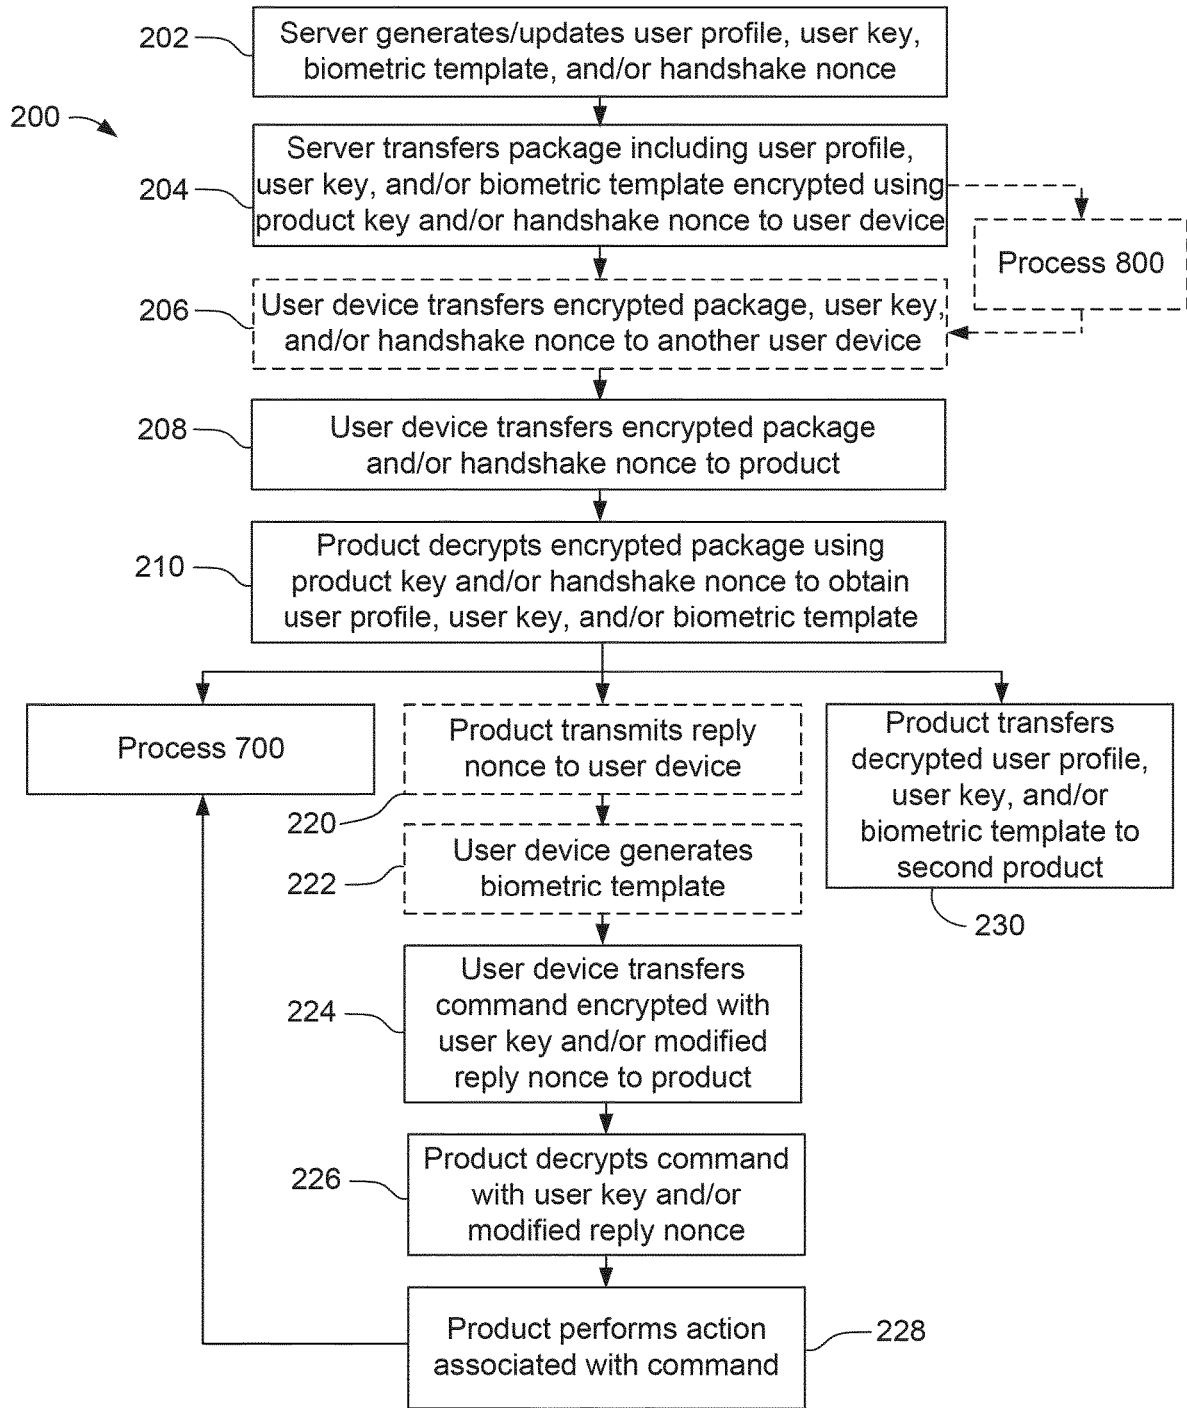 202
Server generates/updates user profile, user key,
biometric template, and/or handshake nonce
200
204
Server transfers package including user profile,
user key, and/or biometric template encrypted using
product key and/or handshake nonce to user device
Process 800
206
User device transfers encrypted package, user key,
and/or handshake nonce to another user device
208
User device transfers encrypted package
and/or handshake nonce to product
210
Product decrypts encrypted package using
product key and/or handshake nonce to obtain
user profile, user key, and/or biometric template
Process 700
Product transmits reply
nonce to user device
220
Product transfers
decrypted user profile,
user key, and/or
biometric template to
second product
230
222
User device generates
biometric template
224
User device transfers
command encrypted with
user key and/or modified
reply nonce to product
226
Product decrypts command
with user key and/or
modified reply nonce
Product performs action
associated with command
228